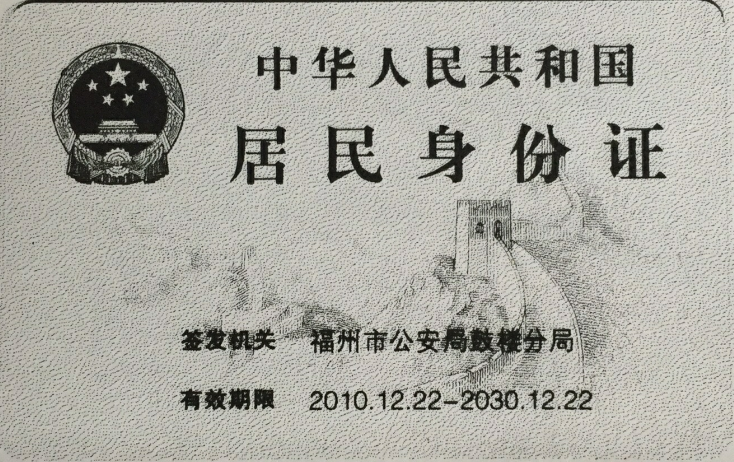 中华人民共和国
居民身份证
签发机关 福州市公安局鼓楼分局
有效期限 2010.12.22-2030.12.22